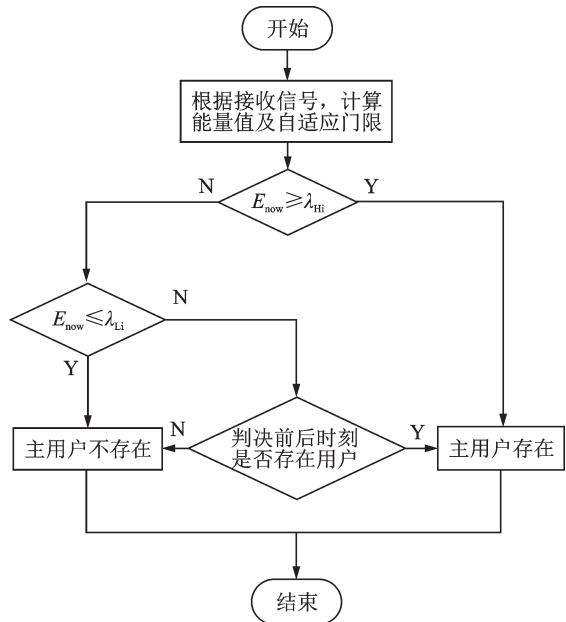 开始
根据接收信号，计算
能量值及自适应门限
N
Y
E_now≥λ_Hi
N
E_now≤λ_Li
Y
主用户不存在
N
判决前后时刻
是否存在用户
Y
主用户存在
结束